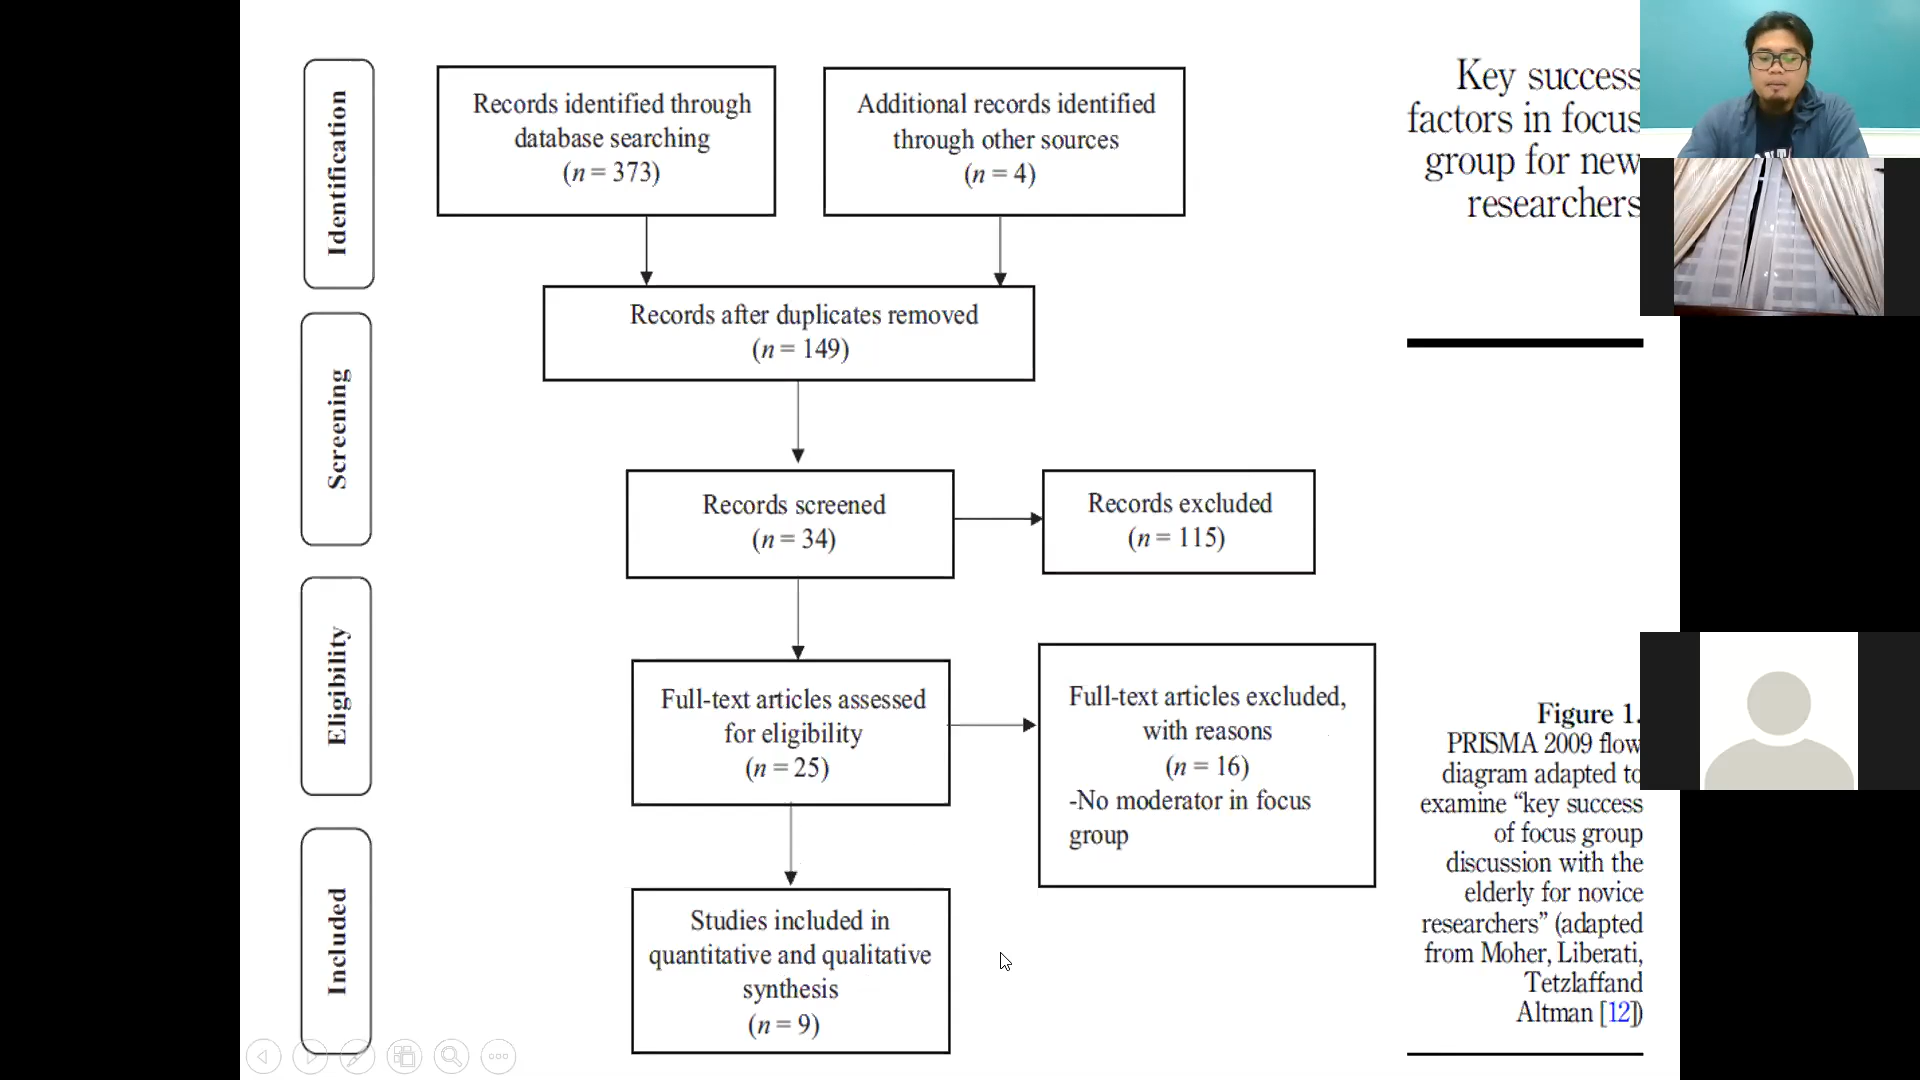 Identification
Records identified through
database searching
(n = 373)
Additional records identified
through other sources
(n = 4)
Records after duplicates removed
(n = 149)
Screening
Records screened
(n = 34)
Records excluded
(n = 115)
Eligibility
Full-text articles assessed
for eligibility
(n = 25)
Full-text articles excluded,
with reasons
(n = 16)
-No moderator in focus
group
Included
Studies included in
quantitative and qualitative
synthesis
(n = 9)
Key success
factors in focus
group for new
researchers
Figure 1.
PRISMA 2009 flow
diagram adapted to
examine “key success
of focus group
discussion with the
elderly for novice
researchers” (adapted
from Moher, Liberati,
Tetzlaffand
Altman [12])